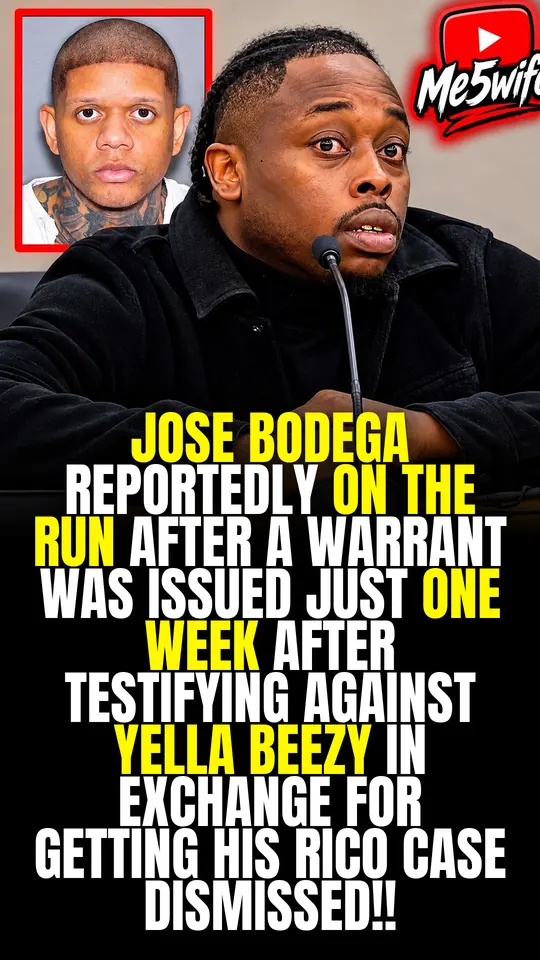 Me5wife
JOSE BODEGA
REPORTEDLY ON THE
RUN AFTER A WARRANT
WAS ISSUED JUST ONE
WEEK AFTER
TESTIFYING AGAINST
YELLA BEEZY IN
EXCHANGE FOR
GETTING HIS RICO CASE
DISMISSED!!